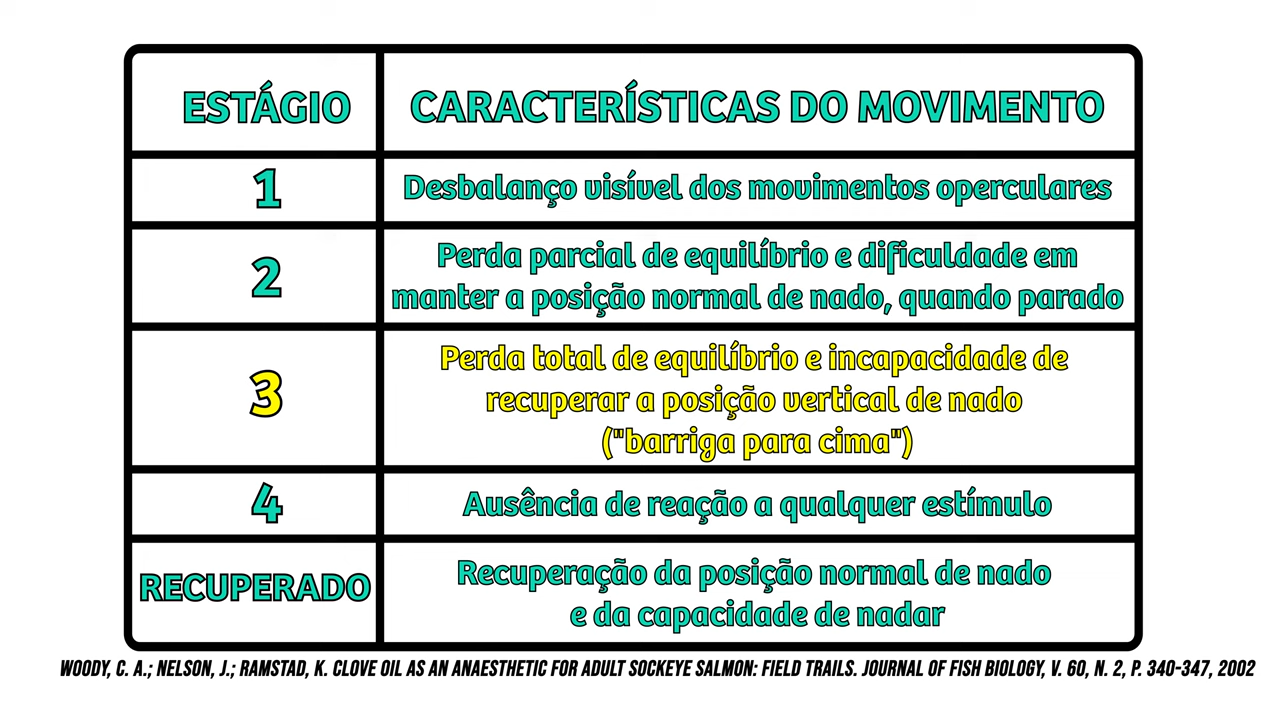 ESTÁGIO
CARACTERÍSTICAS DO MOVIMENTO
1
Desbalanço visível dos movimentos operculares
2
Perda parcial de equilíbrio e dificuldade em
manter a posição normal de nado, quando parado
3
Perda total de equilíbrio e incapacidade de
recuperar a posição vertical de nado
("barriga para cima")
4
Ausência de reação a qualquer estímulo
RECUPERADO
Recuperação da posição normal de nado
e da capacidade de nadar
WOODY, C. A.; NELSON, J.; RAMSTAD, K. CLOVE OIL AS AN ANAESTHETIC FOR ADULT SOCKEYE SALMON: FIELD TRAILS. JOURNAL OF FISH BIOLOGY, V. 60, N. 2, P. 340-347, 2002